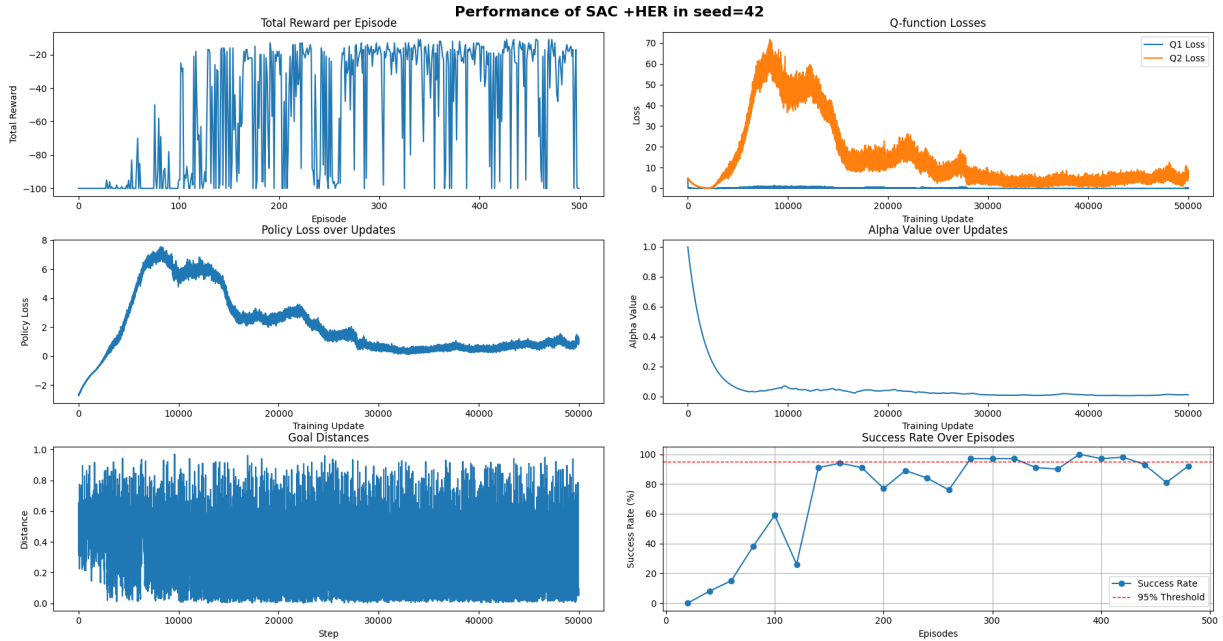 Performance of SAC +HER in seed=42
Total Reward per Episode
Total Reward
−20
−40
−60
−80
−100
0 100 200 300 400 500
Episode
Q-function Losses
Loss
70
60
50
40
30
20
10
0
Q1 Loss
Q2 Loss
0 10000 20000 30000 40000 50000
Training Update
Policy Loss over Updates
Policy Loss
8
6
4
2
0
−2
0 10000 20000 30000 40000 50000
Training Update
Alpha Value over Updates
Alpha Value
1.0
0.8
0.6
0.4
0.2
0.0
0 10000 20000 30000 40000 50000
Training Update
Goal Distances
Distance
1.0
0.8
0.6
0.4
0.2
0.0
0 10000 20000 30000 40000 50000
Step
Success Rate Over Episodes
Success Rate (%)
100
80
60
40
20
0
Success Rate
95% Threshold
0 100 200 300 400 500
Episodes